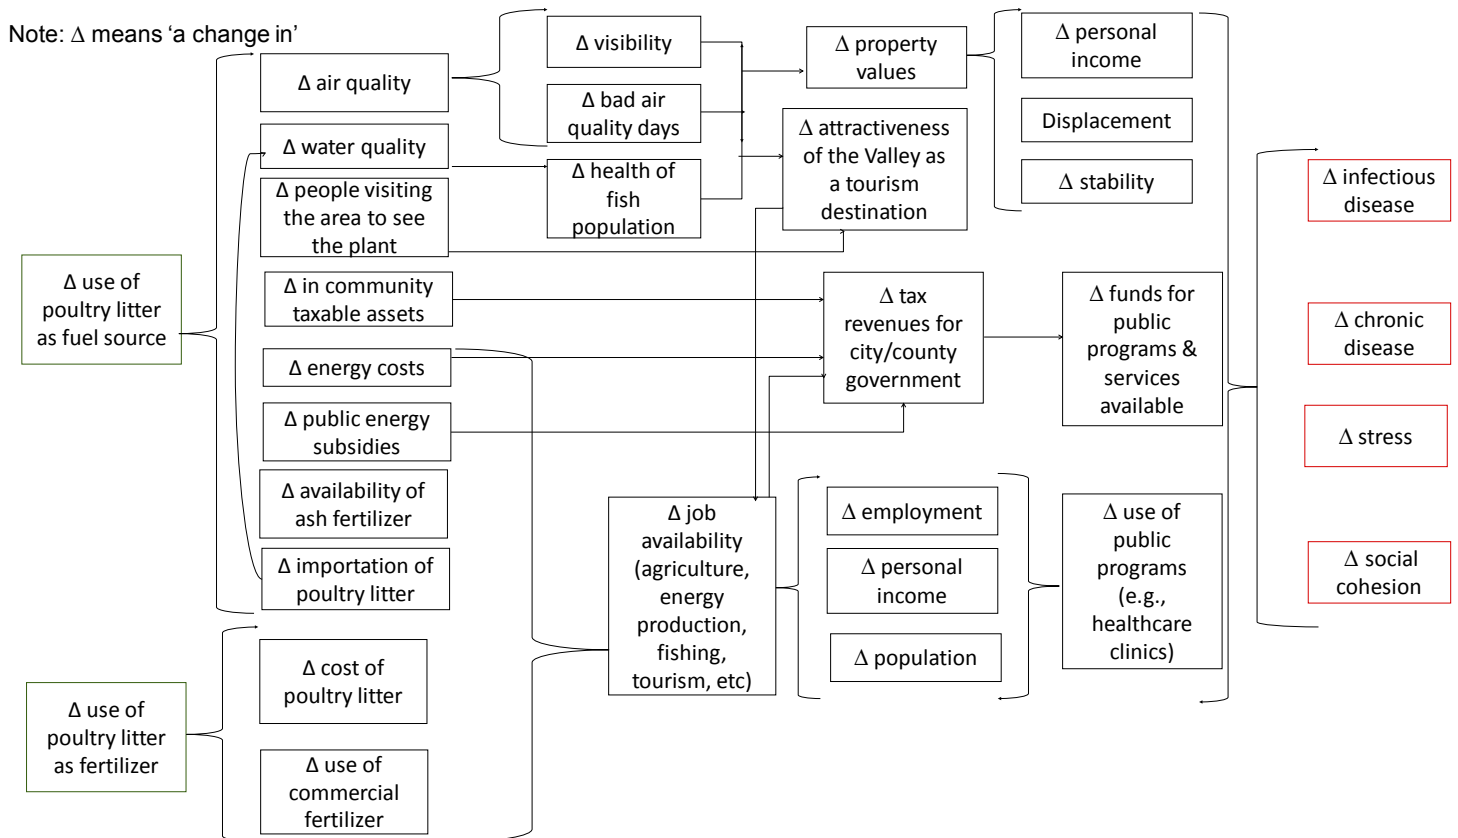 Note: Δ means ‘a change in’
Δ use of
poultry litter
as fuel source
Δ use of
poultry litter
as fertilizer
Δ air quality
Δ water quality
Δ people visiting
the area to see
the plant
Δ in community
taxable assets
Δ energy costs
Δ public energy
subsidies
Δ availability of
ash fertilizer
Δ importation of
poultry litter
Δ cost of
poultry litter
Δ use of
commercial
fertilizer
Δ visibility
Δ bad air
quality days
Δ health of
fish
population
Δ job
availability
(agriculture,
energy
production,
fishing,
tourism, etc)
Δ property
values
Δ attractiveness
of the Valley as
a tourism
destination
Δ tax
revenues for
city/county
government
Δ employment
Δ personal
income
Δ population
Δ personal
income
Displacement
Δ stability
Δ funds for
public
programs &
services
available
Δ use of
public
programs
(e.g.,
healthcare
clinics)
Δ infectious
disease
Δ chronic
disease
Δ stress
Δ social
cohesion